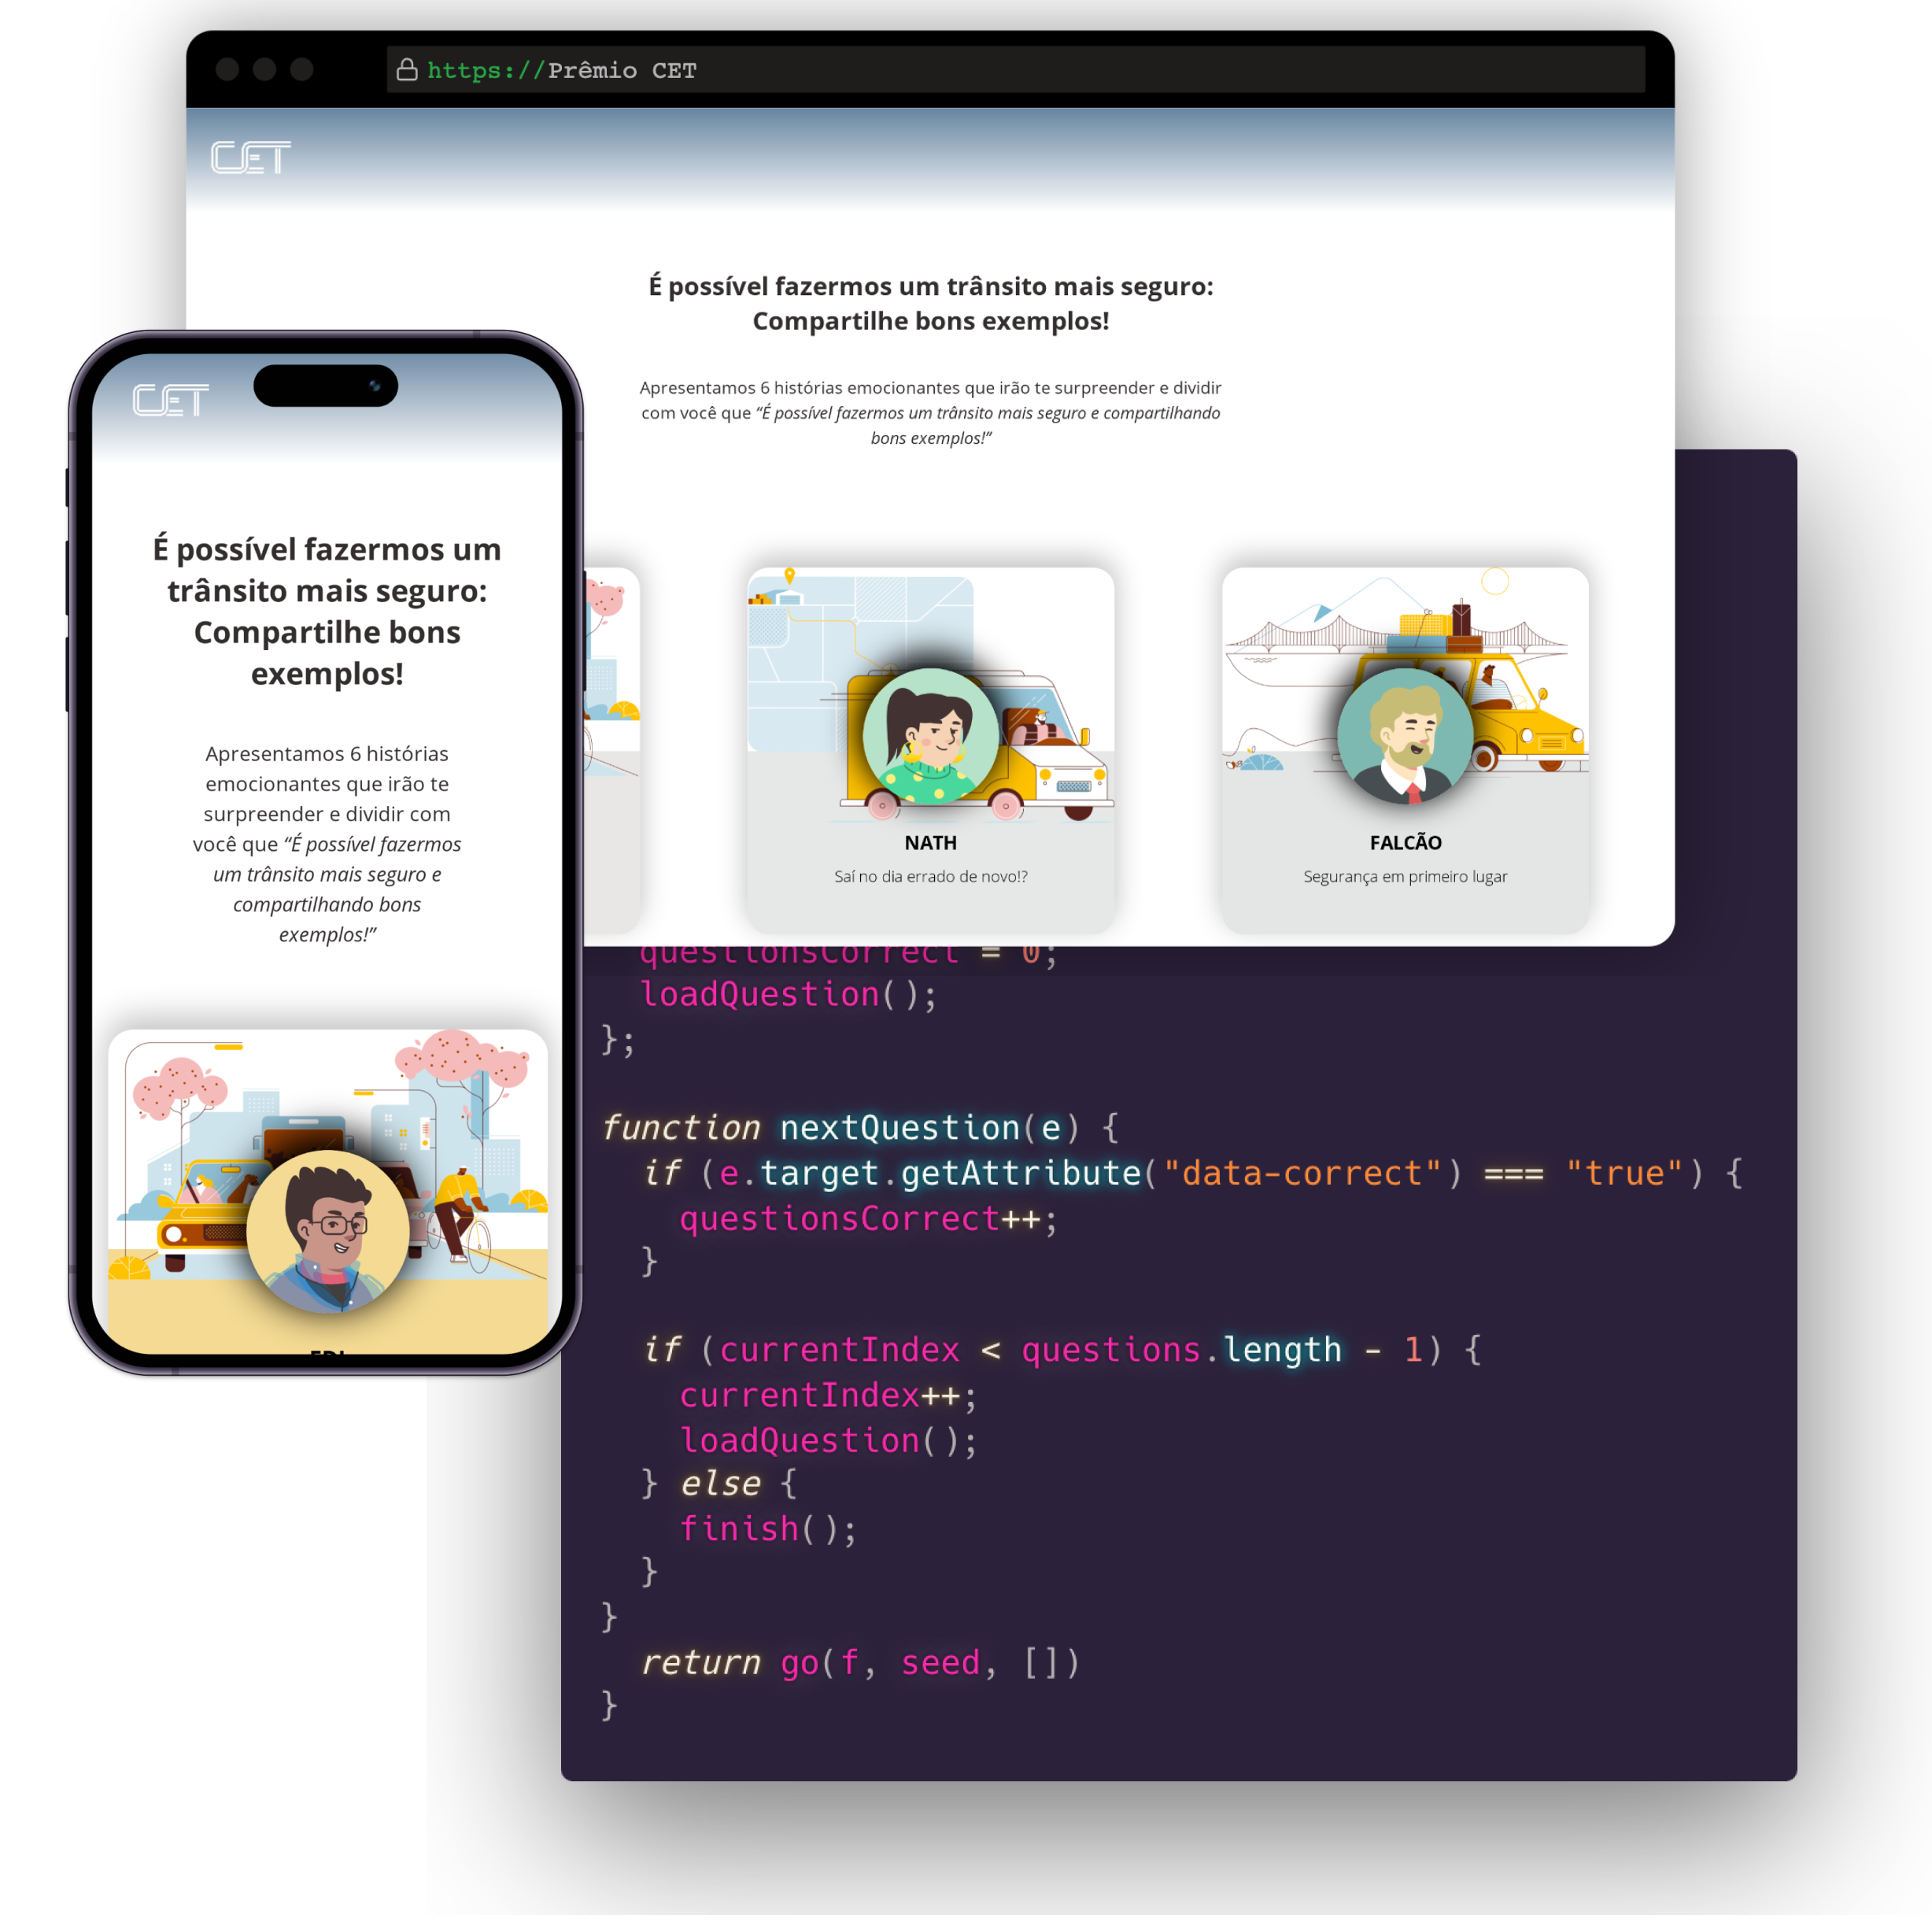 https://Prêmio CET
CET
É possível fazermos um trânsito mais seguro:
Compartilhe bons exemplos!
Apresentamos 6 histórias emocionantes que irão te surpreender e dividir
com você que “É possível fazermos um trânsito mais seguro e compartilhando
bons exemplos!”
NATH
Saí no dia errado de novo!?
FALCÃO
Segurança em primeiro lugar
CET
É possível fazermos um
trânsito mais seguro:
Compartilhe bons
exemplos!
Apresentamos 6 histórias
emocionantes que irão te
surpreender e dividir com
você que “É possível fazermos
um trânsito mais seguro e
compartilhando bons
exemplos!”
questionsCorrect = 0;
loadQuestion();
};
function nextQuestion(e) {
if (e.target.getAttribute("data-correct") === "true") {
questionsCorrect++;
}
if (currentIndex < questions.length - 1) {
currentIndex++;
loadQuestion();
} else {
finish();
}
}
return go(f, seed, [])
}